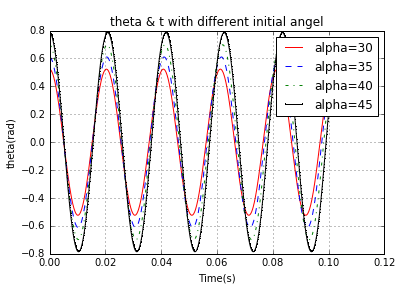 theta & t with different initial angel
0.8
0.6
0.4
0.2
0.0
−0.2
−0.4
−0.6
−0.8
theta(rad)
alpha=30
alpha=35
alpha=40
alpha=45
0.00 0.02 0.04 0.06 0.08 0.10 0.12
Time(s)